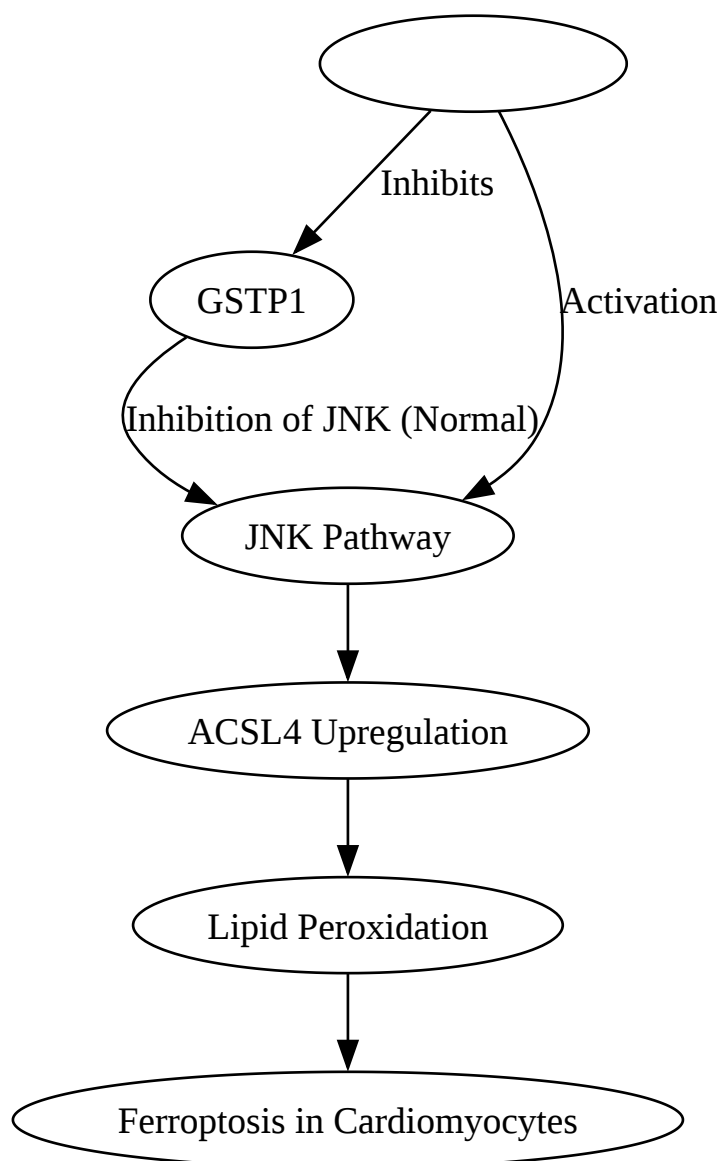 Inhibits
GSTP1
Activation
Inhibition of JNK (Normal)
JNK Pathway
ACSL4 Upregulation
Lipid Peroxidation
Ferroptosis in Cardiomyocytes